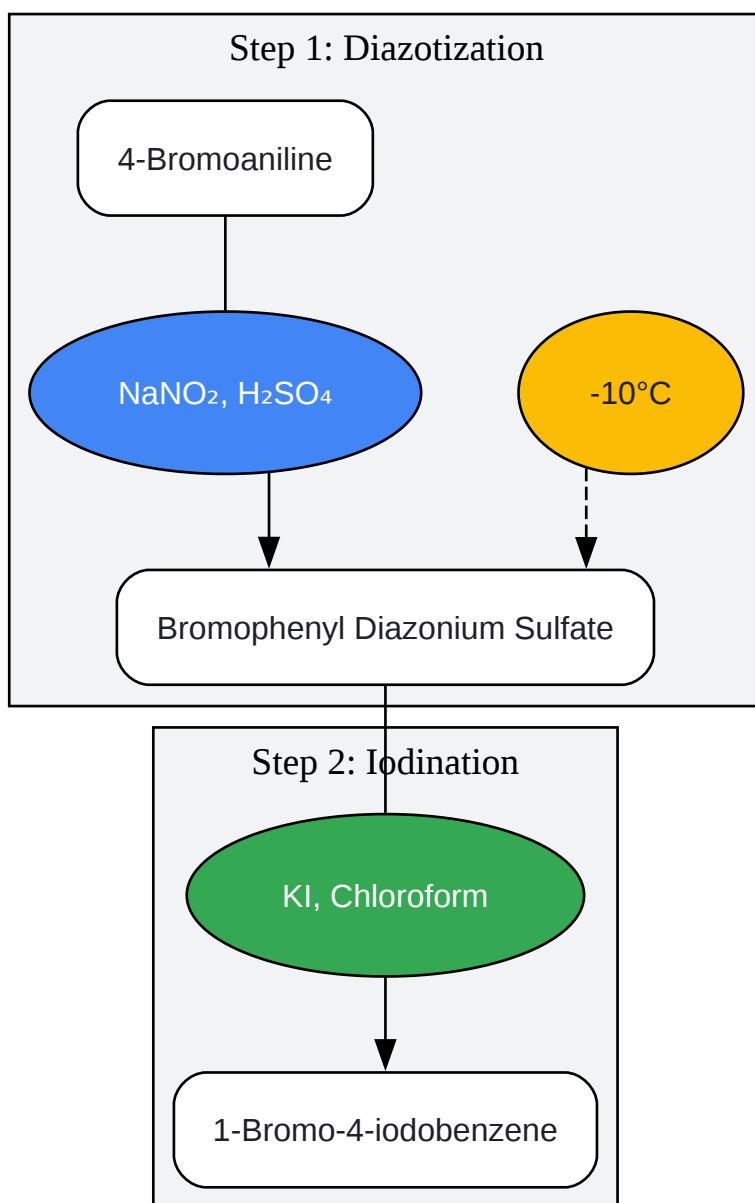 Step 1: Diazotization
4-Bromoaniline
NaNO₂, H₂SO₄
-10°C
Bromophenyl Diazonium Sulfate
Step 2: Iodination
KI, Chloroform
1-Bromo-4-iodobenzene